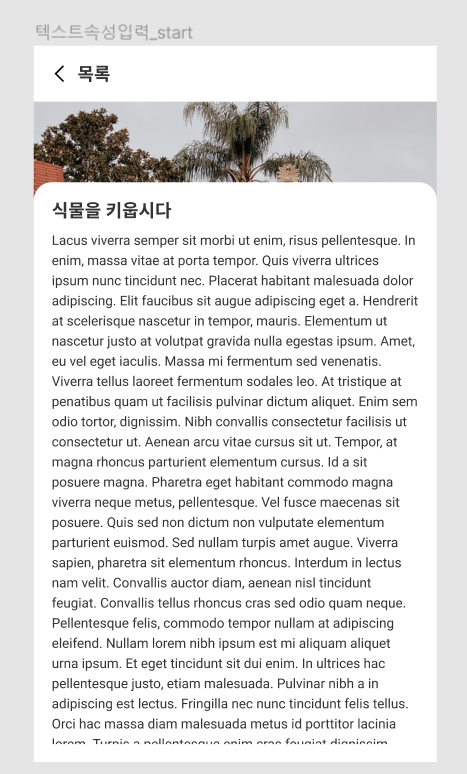 텍스트속성입력_start
목록
식물을 키웁시다
Lacus viverra semper sit morbi ut enim, risus pellentesque. In
enim, massa vitae at porta tempor. Quis viverra ultrices
ipsum nunc tincidunt nec. Placerat habitant malesuada dolor
adipiscing. Elit faucibus sit augue adipiscing eget a. Hendrerit
at scelerisque nascetur in tempor, mauris. Elementum ut
nascetur justo at volutpat gravida nulla egestas ipsum. Amet,
eu vel eget iaculis. Massa mi fermentum sed venenatis.
Viverra tellus laoreet fermentum sodales leo. At tristique at
penatibus quam ut facilisis pulvinar dictum aliquet. Enim sem
odio tortor, dignissim. Nibh convallis consectetur facilisis ut
consectetur ut. Aenean arcu vitae cursus sit ut. Tempor, at
magna rhoncus parturient elementum cursus. Id a sit
posuere magna. Pharetra eget habitant commodo magna
viverra neque metus, pellentesque. Vel fusce maecenas sit
posuere. Quis sed non dictum non vulputate elementum
parturient euismod. Sed nullam turpis amet augue. Viverra
sapien, pharetra sit elementum rhoncus. Interdum in lectus
nam velit. Convallis auctor diam, aenean nisl tincidunt
feugiat. Convallis tellus rhoncus cras sed odio quam neque.
Pellentesque felis, commodo tempor nullam at adipiscing
eleifend. Nullam lorem nibh ipsum est mi aliquam aliquet
urna ipsum. Et eget tincidunt sit dui enim. In ultrices hac
pellentesque justo, etiam malesuada. Pulvinar nibh a in
adipiscing est lectus. Fringilla nec nunc tincidunt felis tellus.
Orci hac massa diam malesuada metus id porttitor lacinia
lorem. Turpis a pellentesque enim cras feugiat dignissim